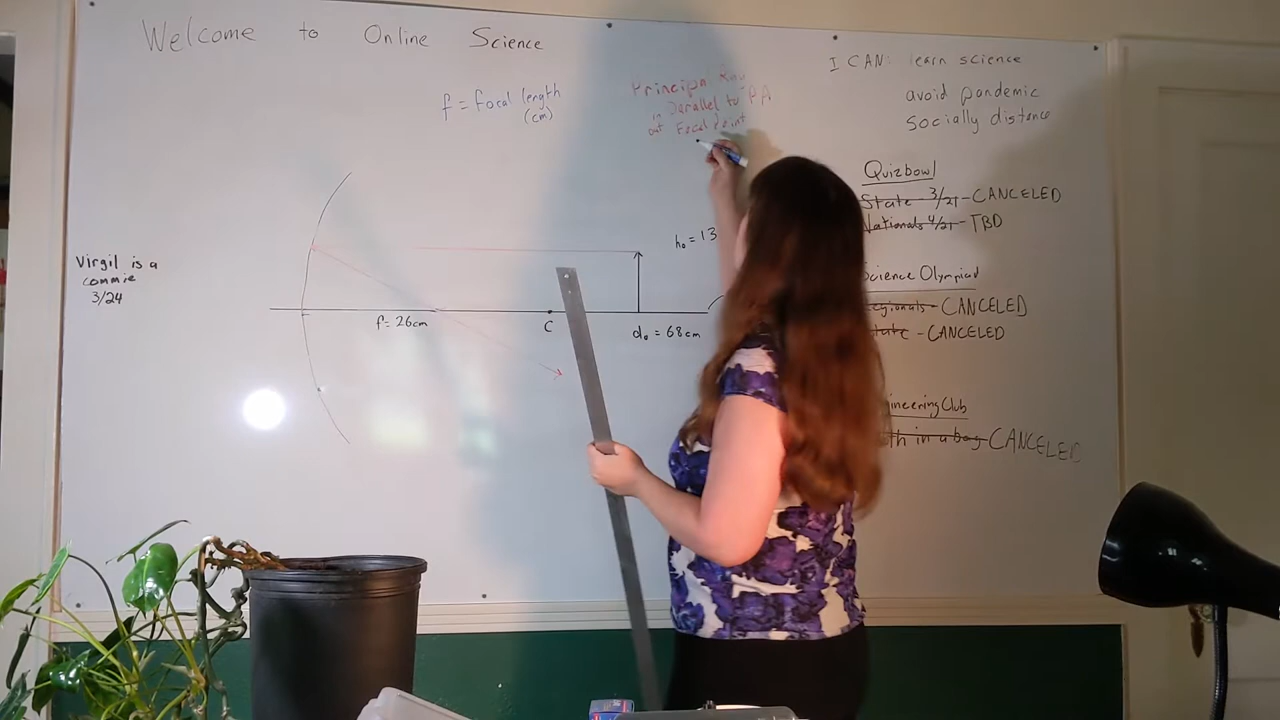 Welcome to Online Science
f = focal length
(cm)
Principal Ray
in Parallel to PA
out Focal Point
I CAN: learn science
avoid pandemic
socially distance
Quizbowl
State 3/21 - CANCELED
Nationals 4/21 - TBD
Science Olympiad
Regionals - CANCELED
State - CANCELED
CANCELED
Virgil is a
commie
3/24
h₀ = 13
f = 26cm
C
d₀ = 68cm